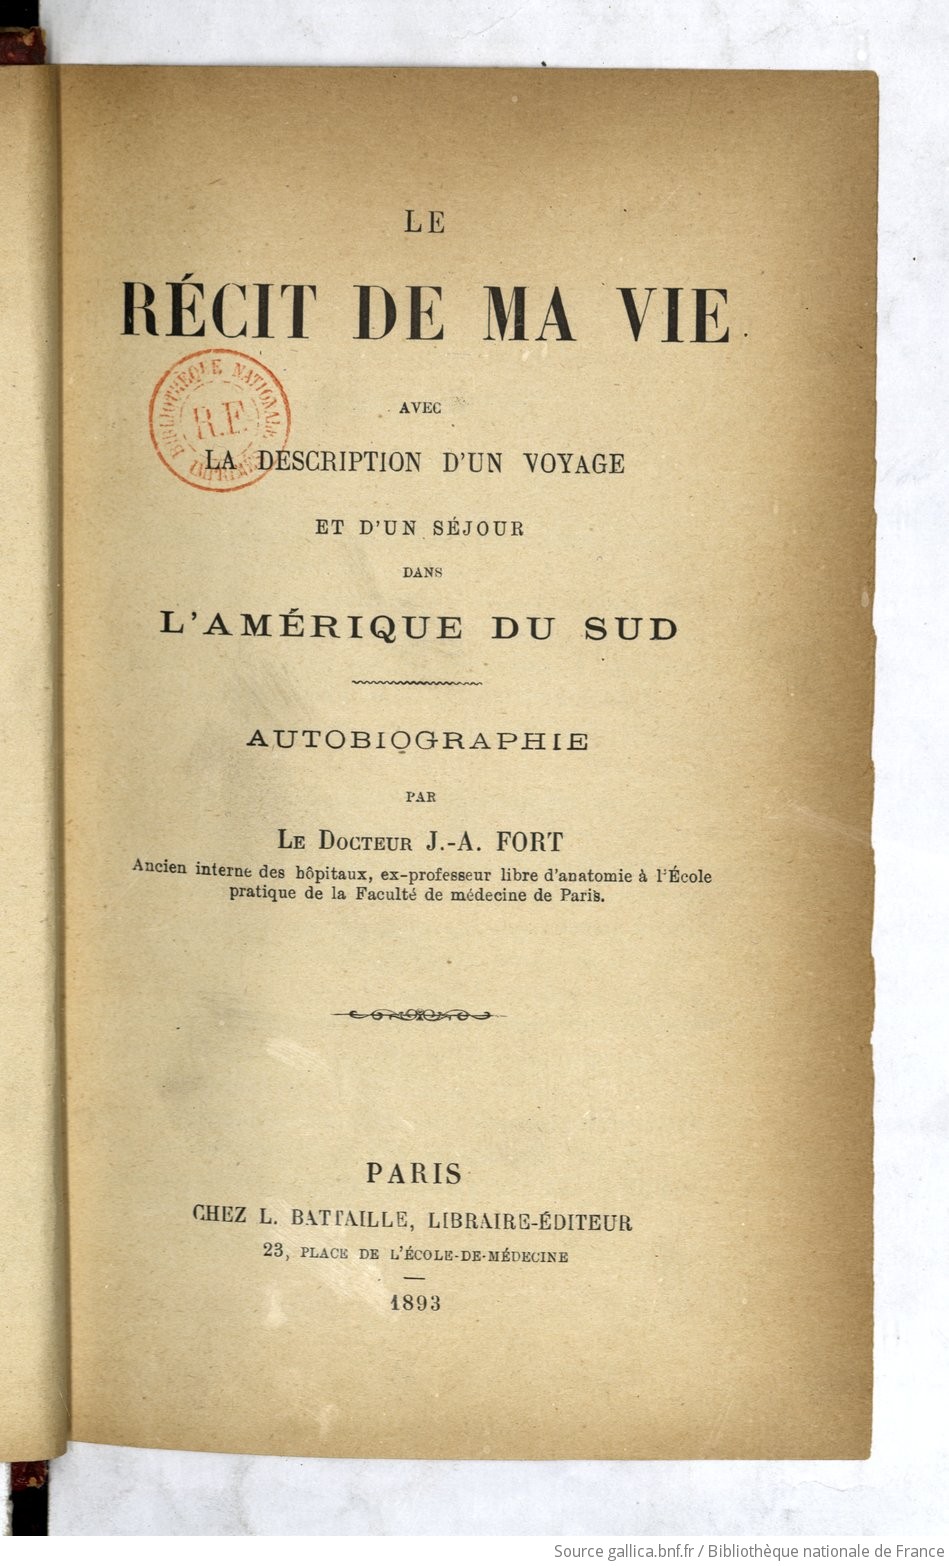 LE
RÉCIT DE MA VIE
BIBLIOTHÈQUE NATIONALE
R.F.
IMPRIMÉS
AVEC
LA DESCRIPTION D'UN VOYAGE
ET D'UN SÉJOUR
DANS
L'AMÉRIQUE DU SUD
AUTOBIOGRAPHIE
PAR
LE DOCTEUR J.-A. FORT
Ancien interne des hôpitaux, ex-professeur libre d'anatomie à l'École
pratique de la Faculté de médecine de Paris.
PARIS
CHEZ L. BATTAILLE, LIBRAIRE-ÉDITEUR
23, PLACE DE L'ÉCOLE-DE-MÉDECINE
1893
Source gallica.bnf.fr / Bibliothèque nationale de France